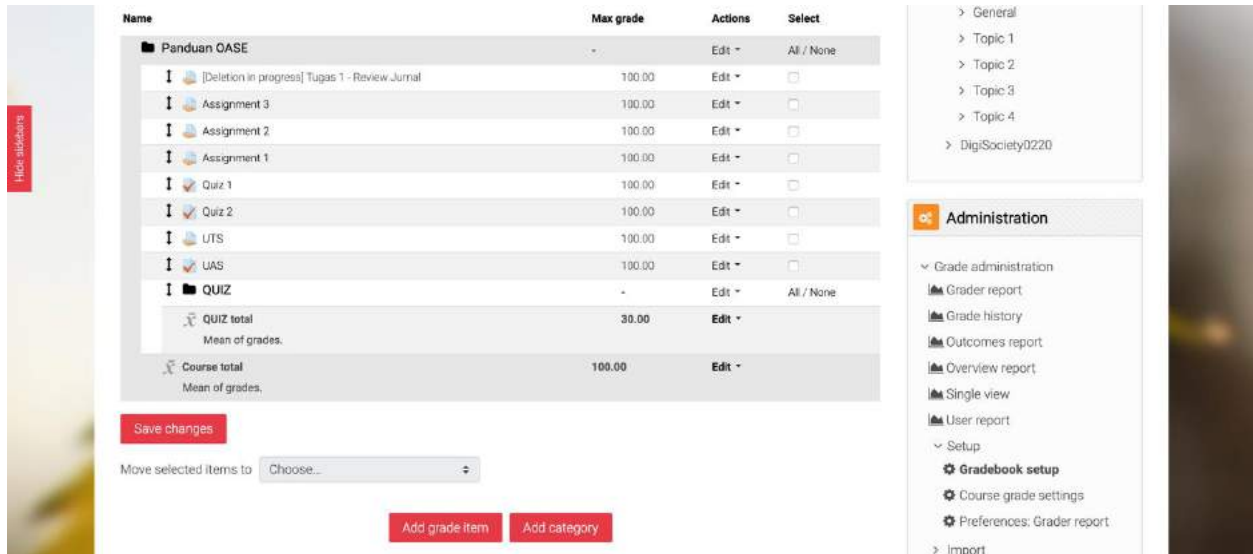 Hide sidebars
Name Max grade Actions Select
Panduan OASE - Edit All / None
[Deletion in progress] Tugas 1 - Review Jurnal 100.00 Edit
Assignment 3 100.00 Edit
Assignment 2 100.00 Edit
Assignment 1 100.00 Edit
Quiz 1 100.00 Edit
Quiz 2 100.00 Edit
UTS 100.00 Edit
UAS 100.00 Edit
QUIZ - Edit All / None
QUIZ total 30.00 Edit
Mean of grades.
Course total 100.00 Edit
Mean of grades.
Save changes
Move selected items to Choose...
Add grade item Add category
> General
> Topic 1
> Topic 2
> Topic 3
> Topic 4
> DigiSociety0220
Administration
Grade administration
Grader report
Grade history
Outcomes report
Overview report
Single view
User report
Setup
Gradebook setup
Course grade settings
Preferences: Grader report
> Import